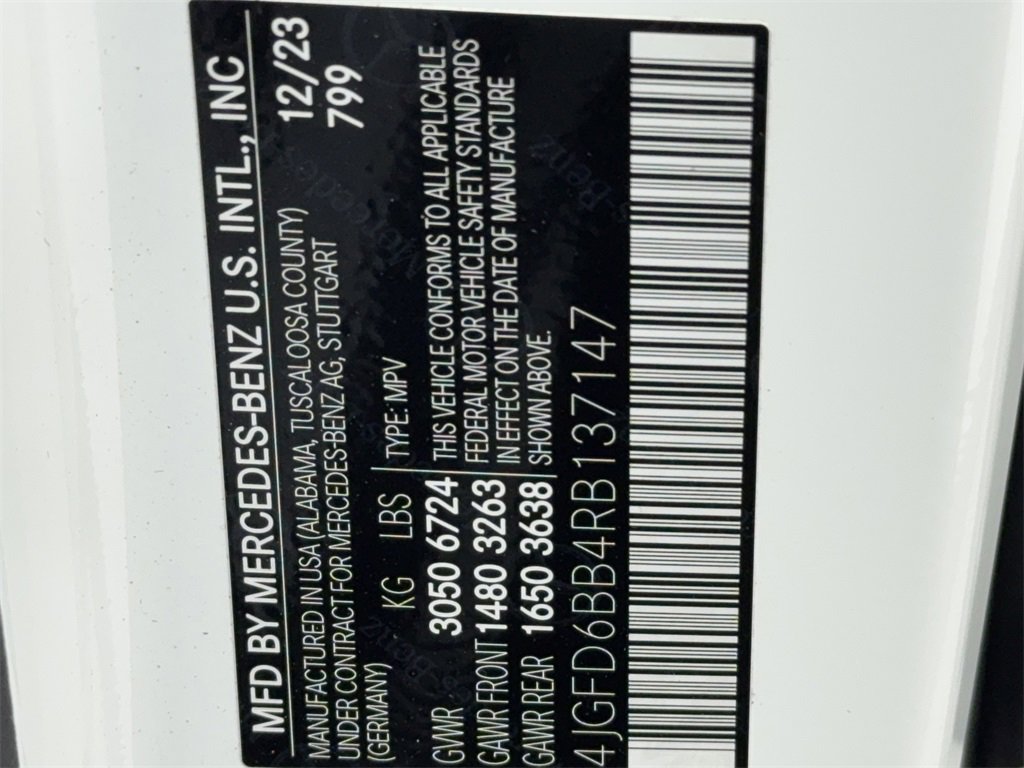 MFD BY MERCEDES-BENZ U.S. INTL., INC
MANUFACTURED IN USA (ALABAMA, TUSCALOOSA COUNTY) 12/23
UNDER CONTRACT FOR MERCEDES-BENZ AG, STUTTGART 799
(GERMANY)
KG LBS TYPE: MPV
GVWR 3050 6724 THIS VEHICLE CONFORMS TO ALL APPLICABLE
GAWR FRONT 1480 3263 FEDERAL MOTOR VEHICLE SAFETY STANDARDS
GAWR REAR 1650 3638 IN EFFECT ON THE DATE OF MANUFACTURE
SHOWN ABOVE.
4JGFD6BB4RB137147